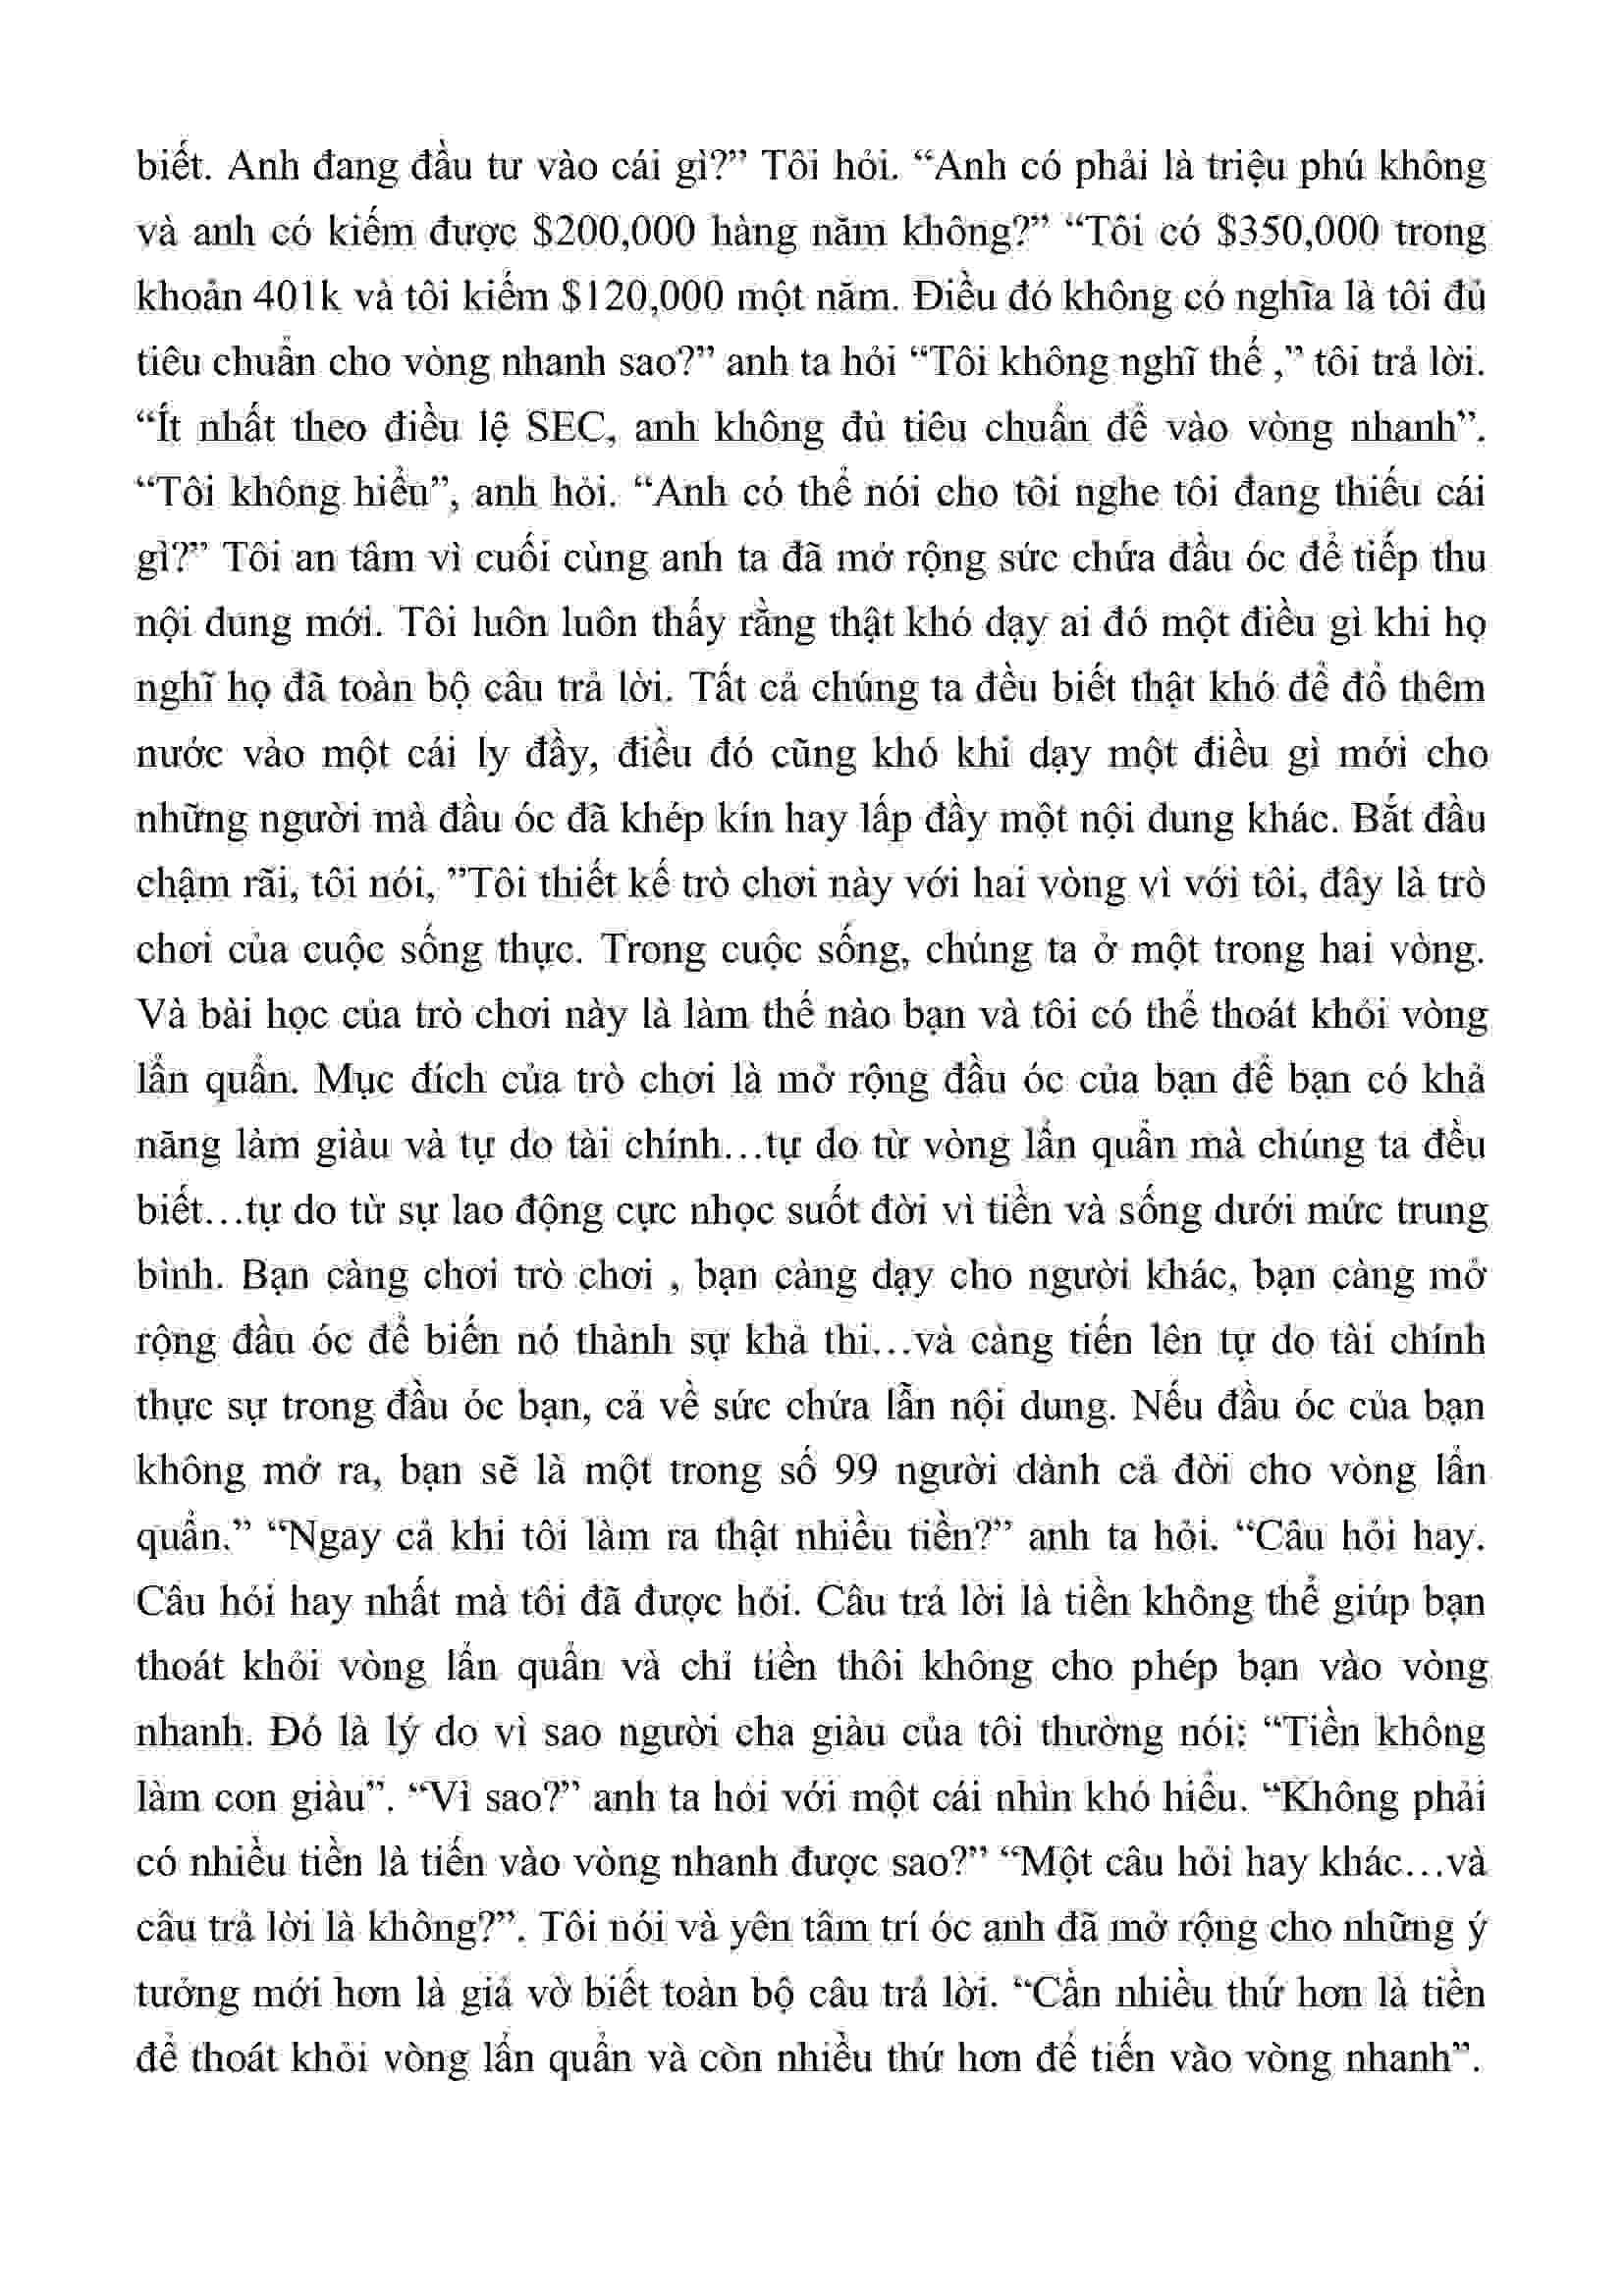 biết. Anh đang đầu tư vào cái gì?” Tôi hỏi. “Anh có phải là triệu phú không
và anh có kiếm được $200,000 hàng năm không?” “Tôi có $350,000 trong
khoản 401k và tôi kiếm $120,000 một năm. Điều đó không có nghĩa là tôi đủ
tiêu chuẩn cho vòng nhanh sao?” anh ta hỏi “Tôi không nghĩ thế ,” tôi trả lời.
“Ít nhất theo điều lệ SEC, anh không đủ tiêu chuẩn để vào vòng nhanh”.
“Tôi không hiểu”, anh hỏi. “Anh có thể nói cho tôi nghe tôi đang thiếu cái
gì?” Tôi an tâm vì cuối cùng anh ta đã mở rộng sức chứa đầu óc để tiếp thu
nội dung mới. Tôi luôn luôn thấy rằng thật khó dạy ai đó một điều gì khi họ
nghĩ họ đã toàn bộ câu trả lời. Tất cả chúng ta đều biết thật khó để đổ thêm
nước vào một cái ly đầy, điều đó cũng khó khi dạy một điều gì mới cho
những người mà đầu óc đã khép kín hay lấp đầy một nội dung khác. Bắt đầu
chậm rãi, tôi nói, ”Tôi thiết kế trò chơi này với hai vòng vì với tôi, đây là trò
chơi của cuộc sống thực. Trong cuộc sống, chúng ta ở một trong hai vòng.
Và bài học của trò chơi này là làm thế nào bạn và tôi có thể thoát khỏi vòng
lẩn quẩn. Mục đích của trò chơi là mở rộng đầu óc của bạn để bạn có khả
năng làm giàu và tự do tài chính…tự do từ vòng lẩn quẩn mà chúng ta đều
biết…tự do từ sự lao động cực nhọc suốt đời vì tiền và sống dưới mức trung
bình. Bạn càng chơi trò chơi , bạn càng dạy cho người khác, bạn càng mở
rộng đầu óc để biến nó thành sự khả thi…và càng tiến lên tự do tài chính
thực sự trong đầu óc bạn, cả về sức chứa lẫn nội dung. Nếu đầu óc của bạn
không mở ra, bạn sẽ là một trong số 99 người dành cả đời cho vòng lẩn
quẩn.” “Ngay cả khi tôi làm ra thật nhiều tiền?” anh ta hỏi. “Câu hỏi hay.
Câu hỏi hay nhất mà tôi đã được hỏi. Câu trả lời là tiền không thể giúp bạn
thoát khỏi vòng lẩn quẩn và chỉ tiền thôi không cho phép bạn vào vòng
nhanh. Đó là lý do vì sao người cha giàu của tôi thường nói: “Tiền không
làm con giàu”. “Vì sao?” anh ta hỏi với một cái nhìn khó hiểu. “Không phải
có nhiều tiền là tiến vào vòng nhanh được sao?” “Một câu hỏi hay khác…và
câu trả lời là không?”. Tôi nói và yên tâm trí óc anh đã mở rộng cho những ý
tưởng mới hơn là giả vờ biết toàn bộ câu trả lời. “Cần nhiều thứ hơn là tiền
để thoát khỏi vòng lẩn quẩn và còn nhiều thứ hơn để tiến vào vòng nhanh”.